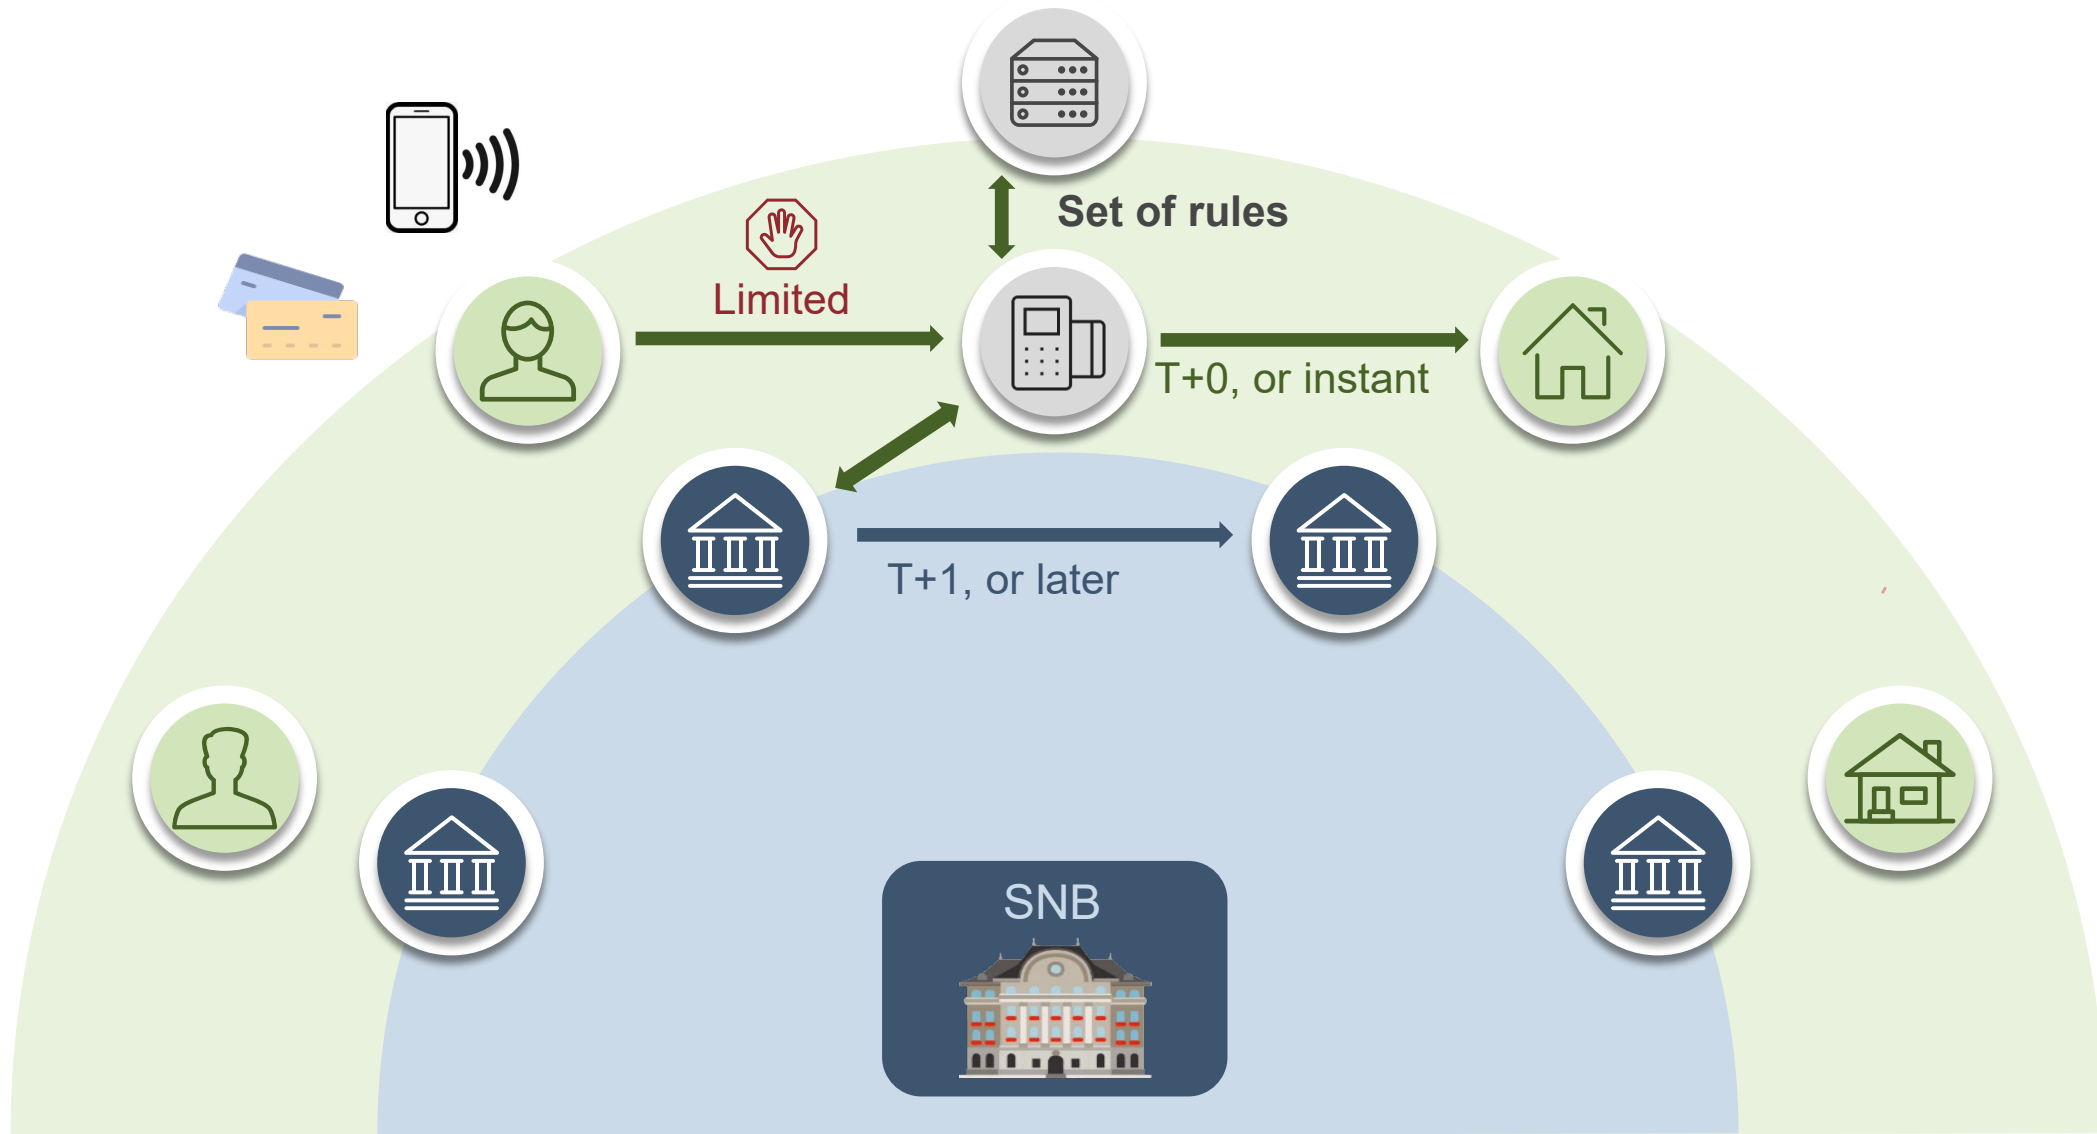 Set of rules
Limited
T+0, or instant
T+1, or later
SNB